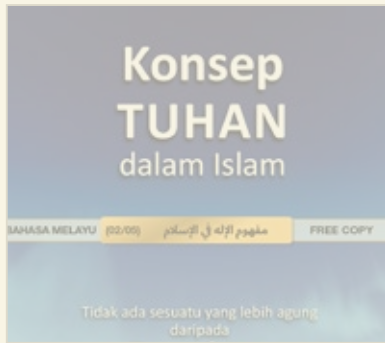 Konsep
TUHAN
dalam Islam
BAHASA MELAYU (02/05) مفهوم الإله في الإسلام FREE COPY
Tidak ada sesuatu yang lebih agung
daripada